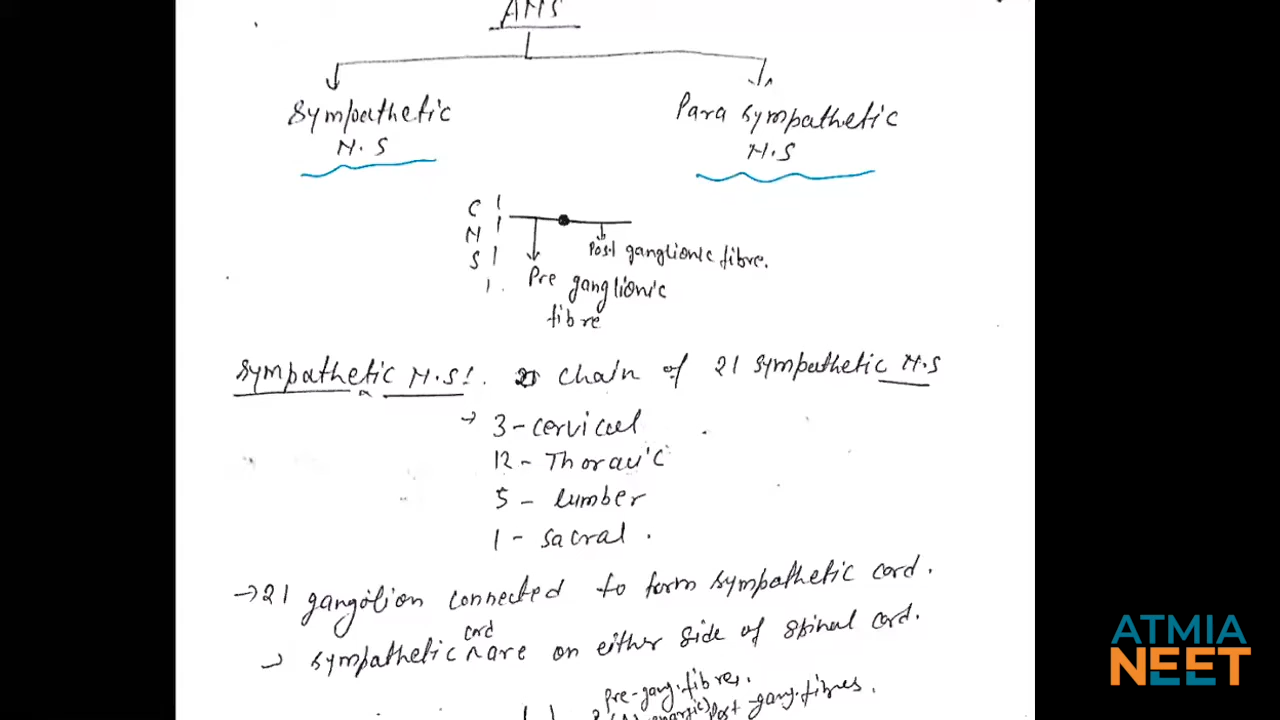 ANS
Sympathetic
N.S
Para sympathetic
N.S
C
N
S
Post ganglionic fibre.
Pre ganglionic
fibre
Sympathetic N.S! chain of 21 sympathetic N.S
→ 3 - cervical
12 - Thoracic
5 - lumber
1 - sacral.
→ 21 ganglion connected to form sympathetic cord.
→ sympathetic cord are on either side of spinal cord.
Pre-gang.fibres.
Post-gang.fibres.
ATMIA
NEET